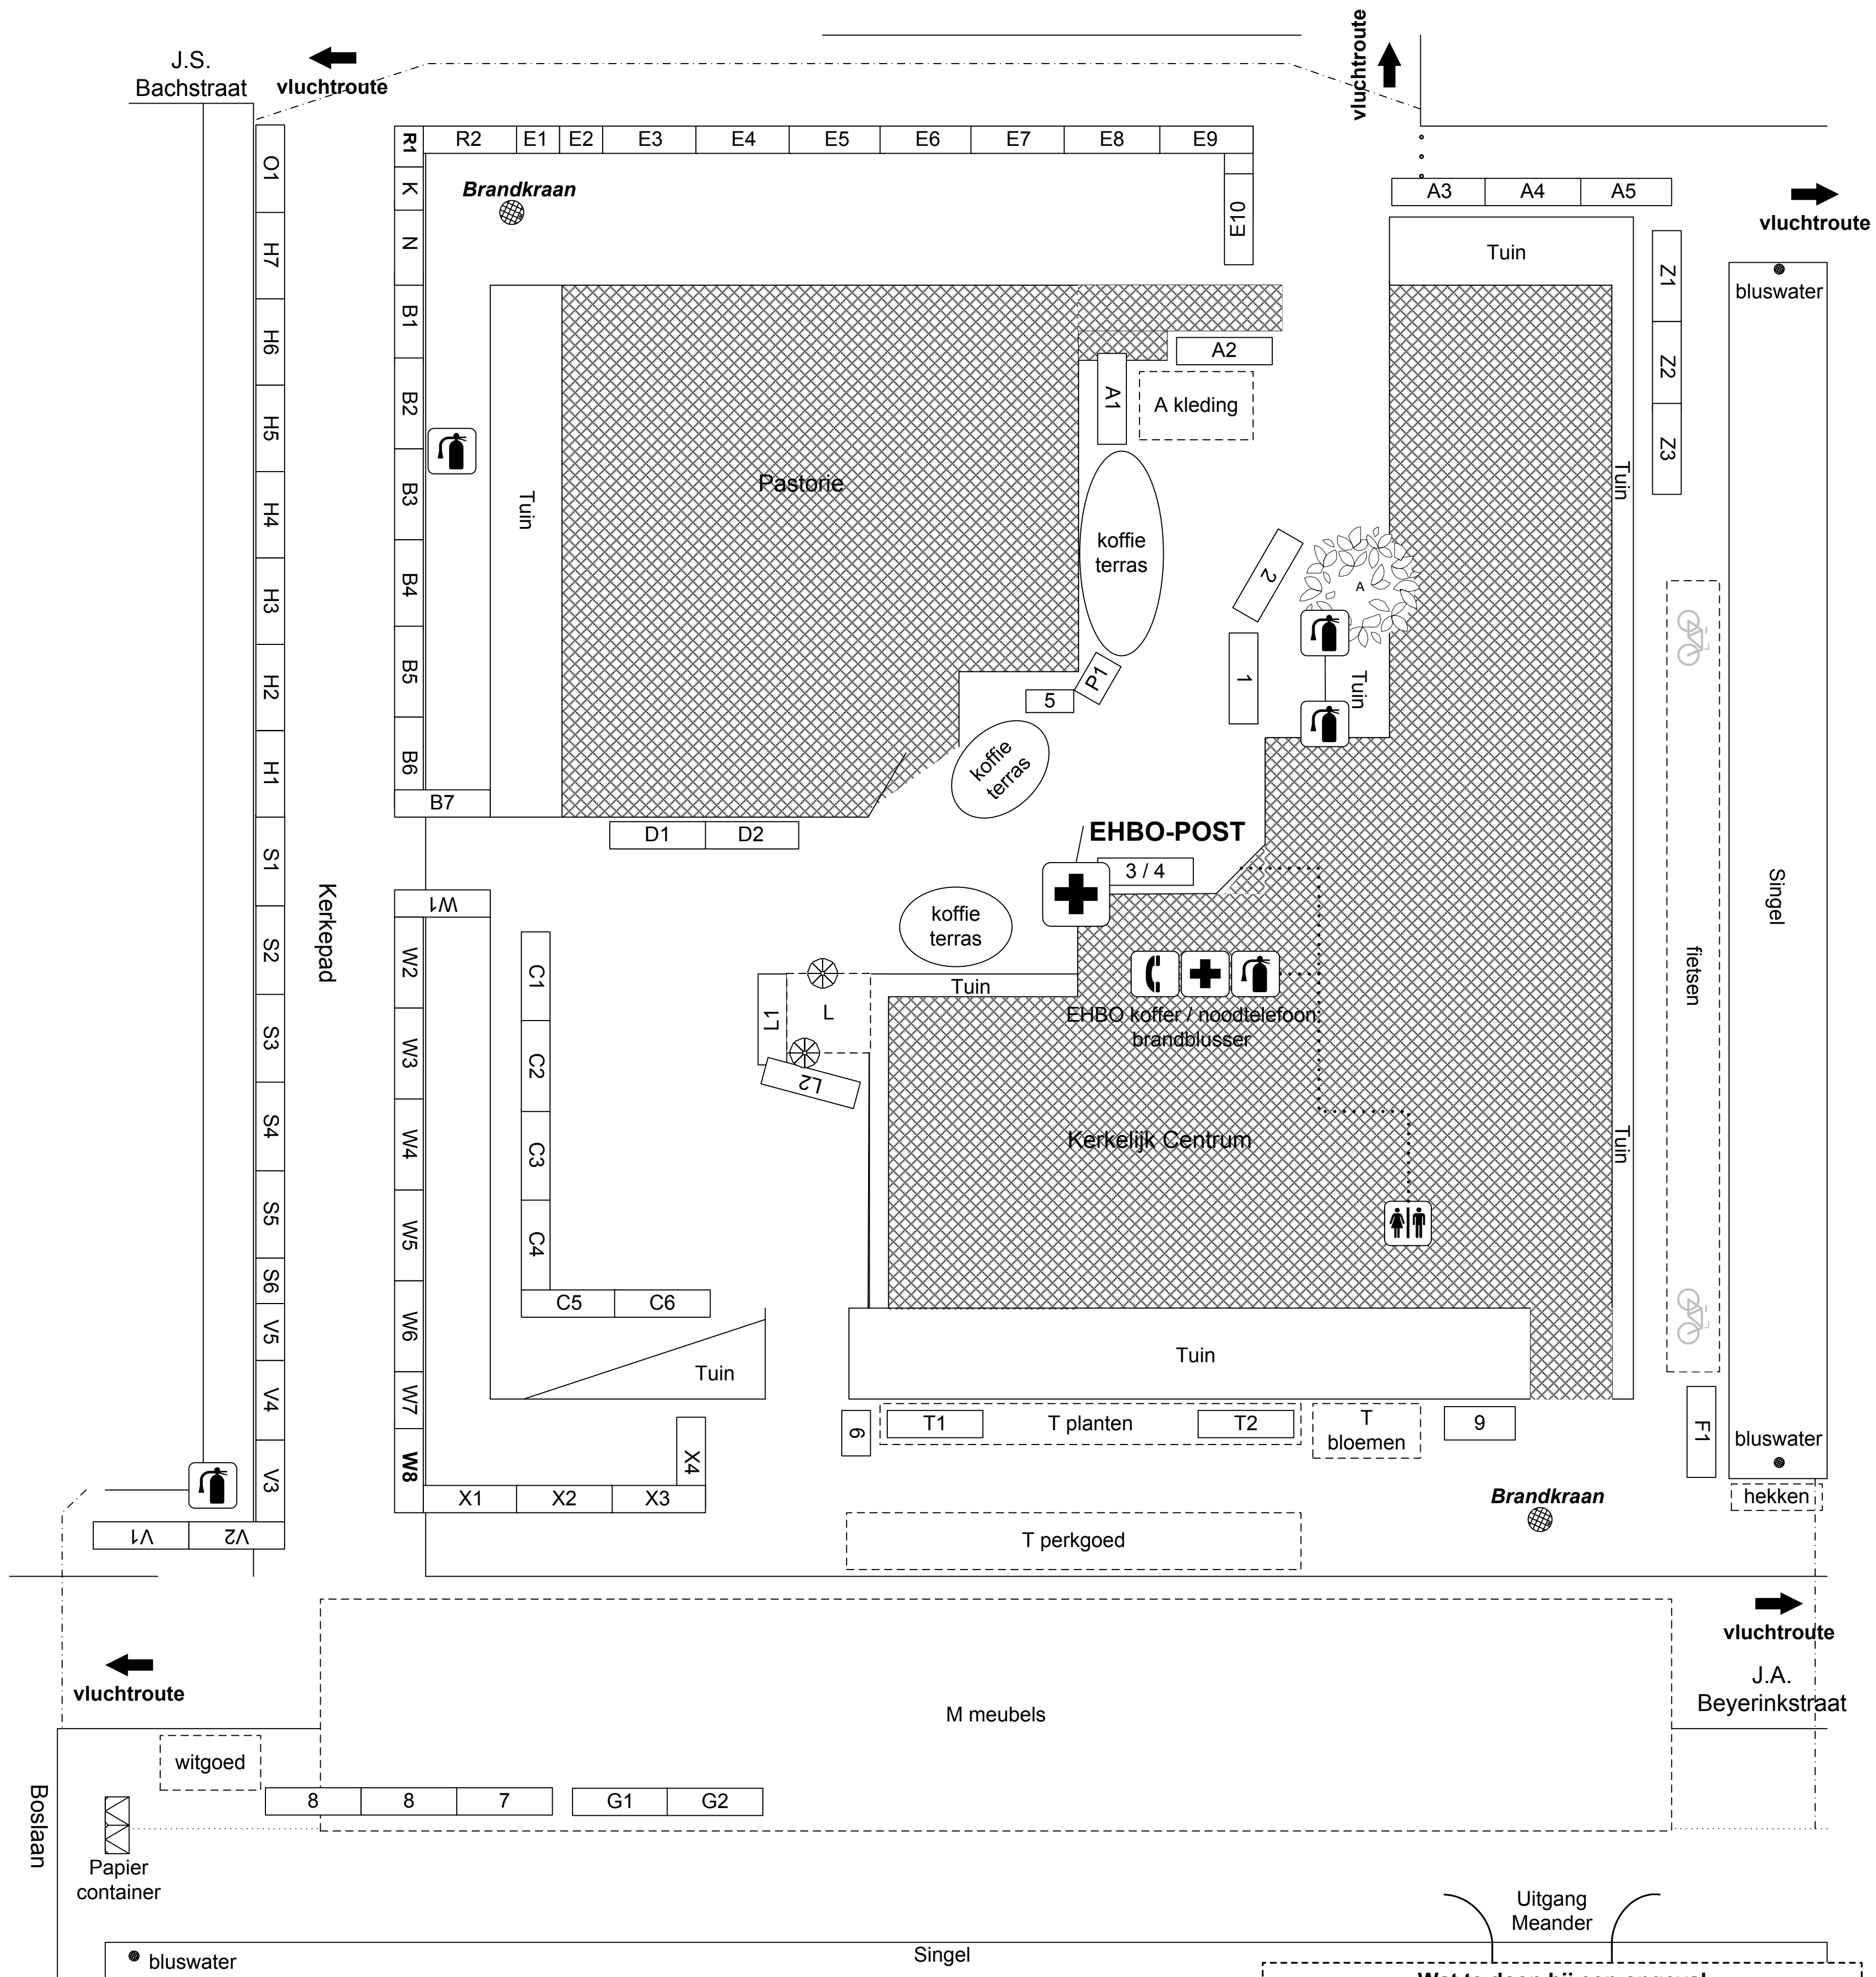 J.S.
Bachstraat
vluchtroute
vluchtroute
vluchtroute
R1
R2
E1
E2
E3
E4
E5
E6
E7
E8
E9
E10
A3
A4
A5
O1
H7
H6
H5
H4
H3
H2
H1
S1
S2
S3
S4
S5
S6
V5
V4
V3
V2
V1
K
N
B1
B2
B3
B4
B5
B6
B7
Brandkraan
Tuin
Pastorie
A2
A1
A kleding
koffie
terras
Tuin
Z1
Z2
Z3
Tuin
bluswater
2
A
1
Tuin
P1
5
koffie
terras
D1
D2
EHBO-POST
3 / 4
Kerkepad
W1
W2
W3
W4
W5
W6
W7
W8
C1
C2
C3
C4
C5
C6
koffie
terras
L1
L
L2
Tuin
EHBO koffer / noodtelefoon
brandblusser
Kerkelijk Centrum
Tuin
fietsen
Singel
Tuin
Tuin
X4
X1
X2
X3
6
T1
T planten
T2
T
bloemen
9
F1
bluswater
hekken
Brandkraan
T perkgoed
vluchtroute
J.A.
Beyerinkstraat
vluchtroute
M meubels
witgoed
8
8
7
G1
G2
Boslaan
Papier
container
Uitgang
Meander
bluswater
Singel